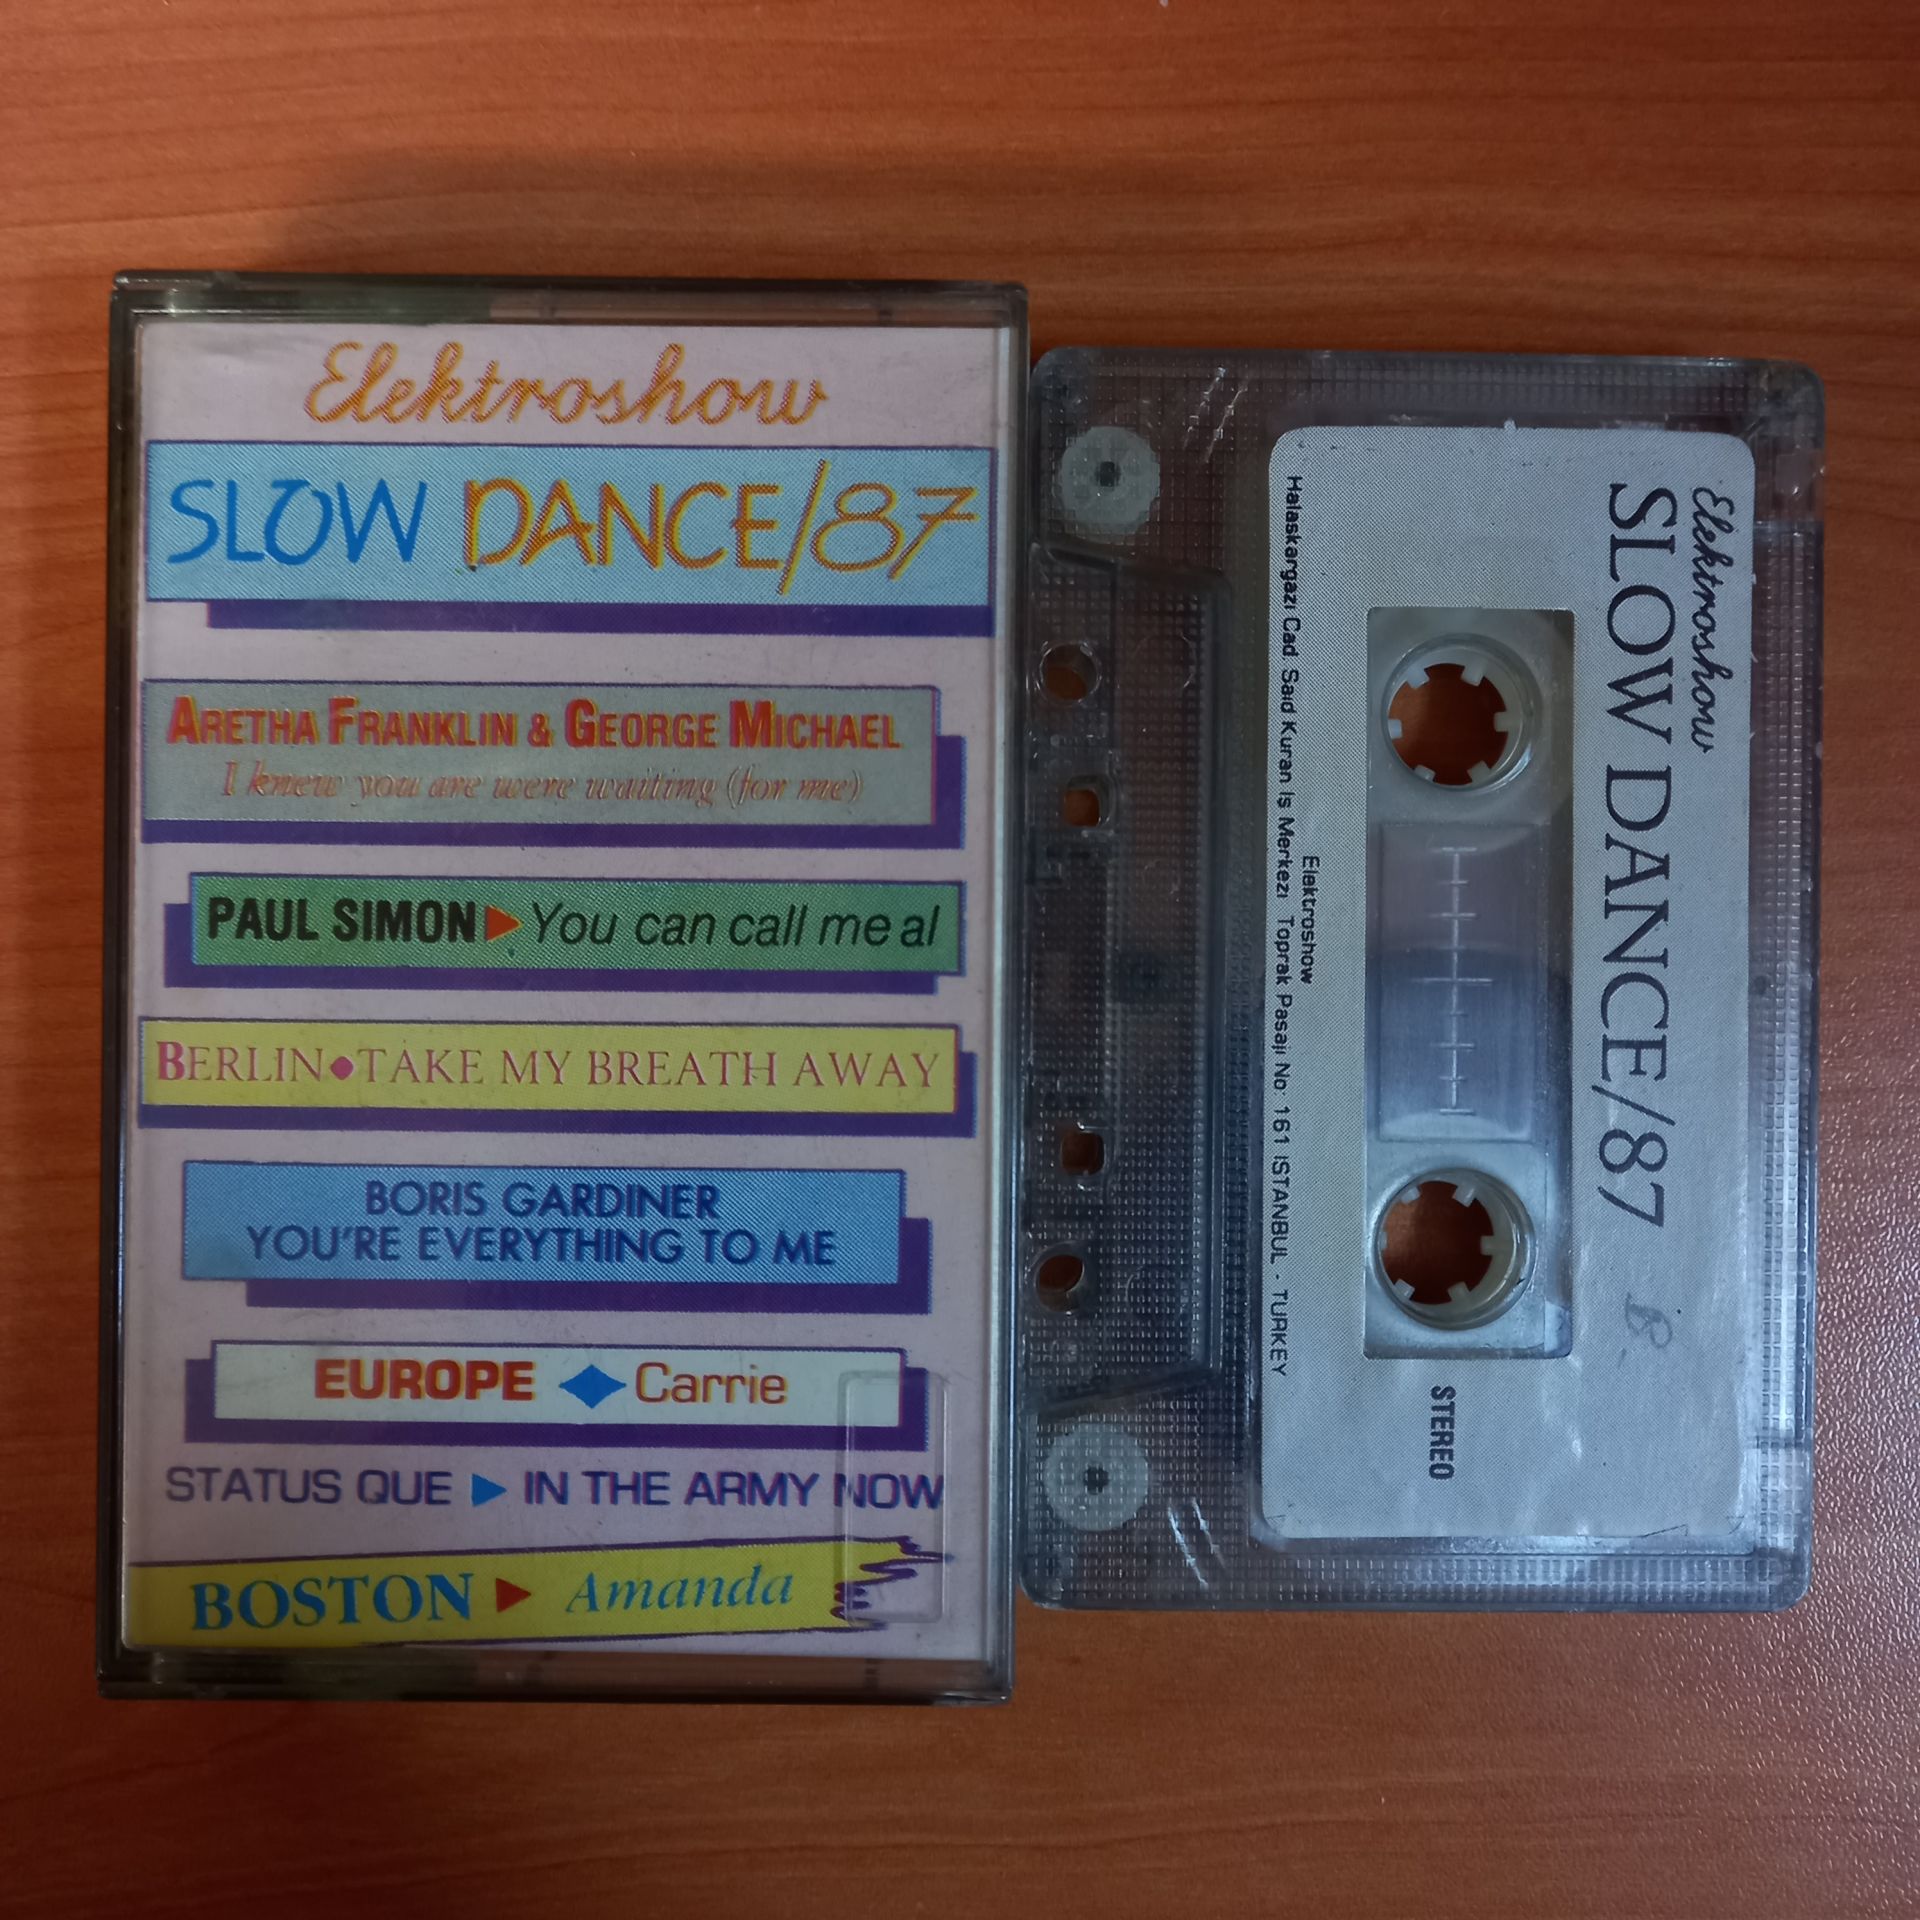 Elektroshow
SLOW DANCE/87
ARETHA FRANKLIN & GEORGE MICHAEL
I knew you are were waiting (for me)
PAUL SIMON You can call me al
BERLIN TAKE MY BREATH AWAY
BORIS GARDINER
YOU'RE EVERYTHING TO ME
EUROPE Carrie
STATUS QUE IN THE ARMY NOW
BOSTON Amanda
Elektroshow
SLOW DANCE/87
B
STEREO
Elektroshow
Halaskargazi Cad. Said Kuran Is Merkezi Toprak Pasajı No: 161 ISTANBUL - TURKEY